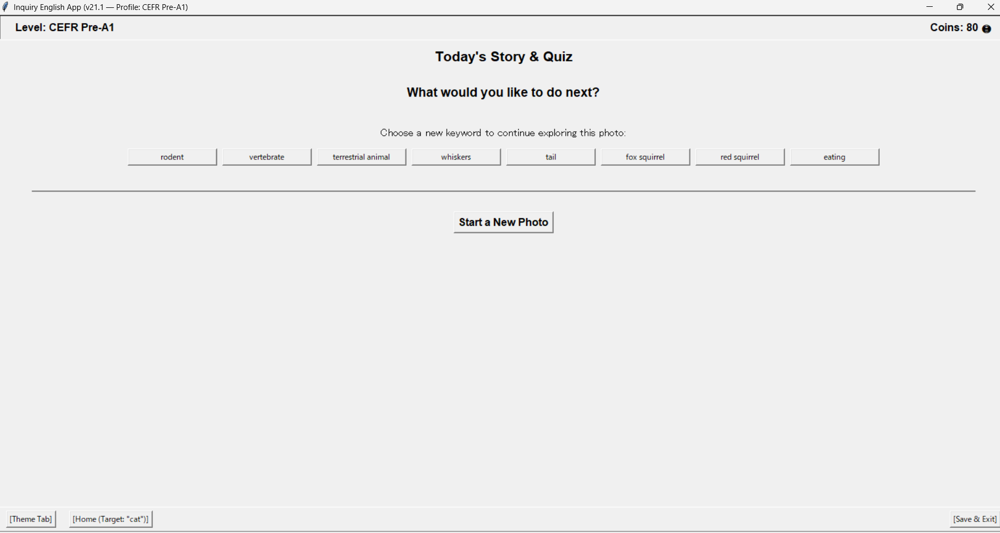 Inquiry English App (v21.1 — Profile: CEFR Pre-A1)
Level: CEFR Pre-A1
Coins: 80
Today's Story & Quiz
What would you like to do next?
Choose a new keyword to continue exploring this photo:
rodent vertebrate terrestrial animal whiskers tail fox squirrel red squirrel eating
Start a New Photo
[Theme Tab] [Home (Target: "cat")] [Save & Exit]